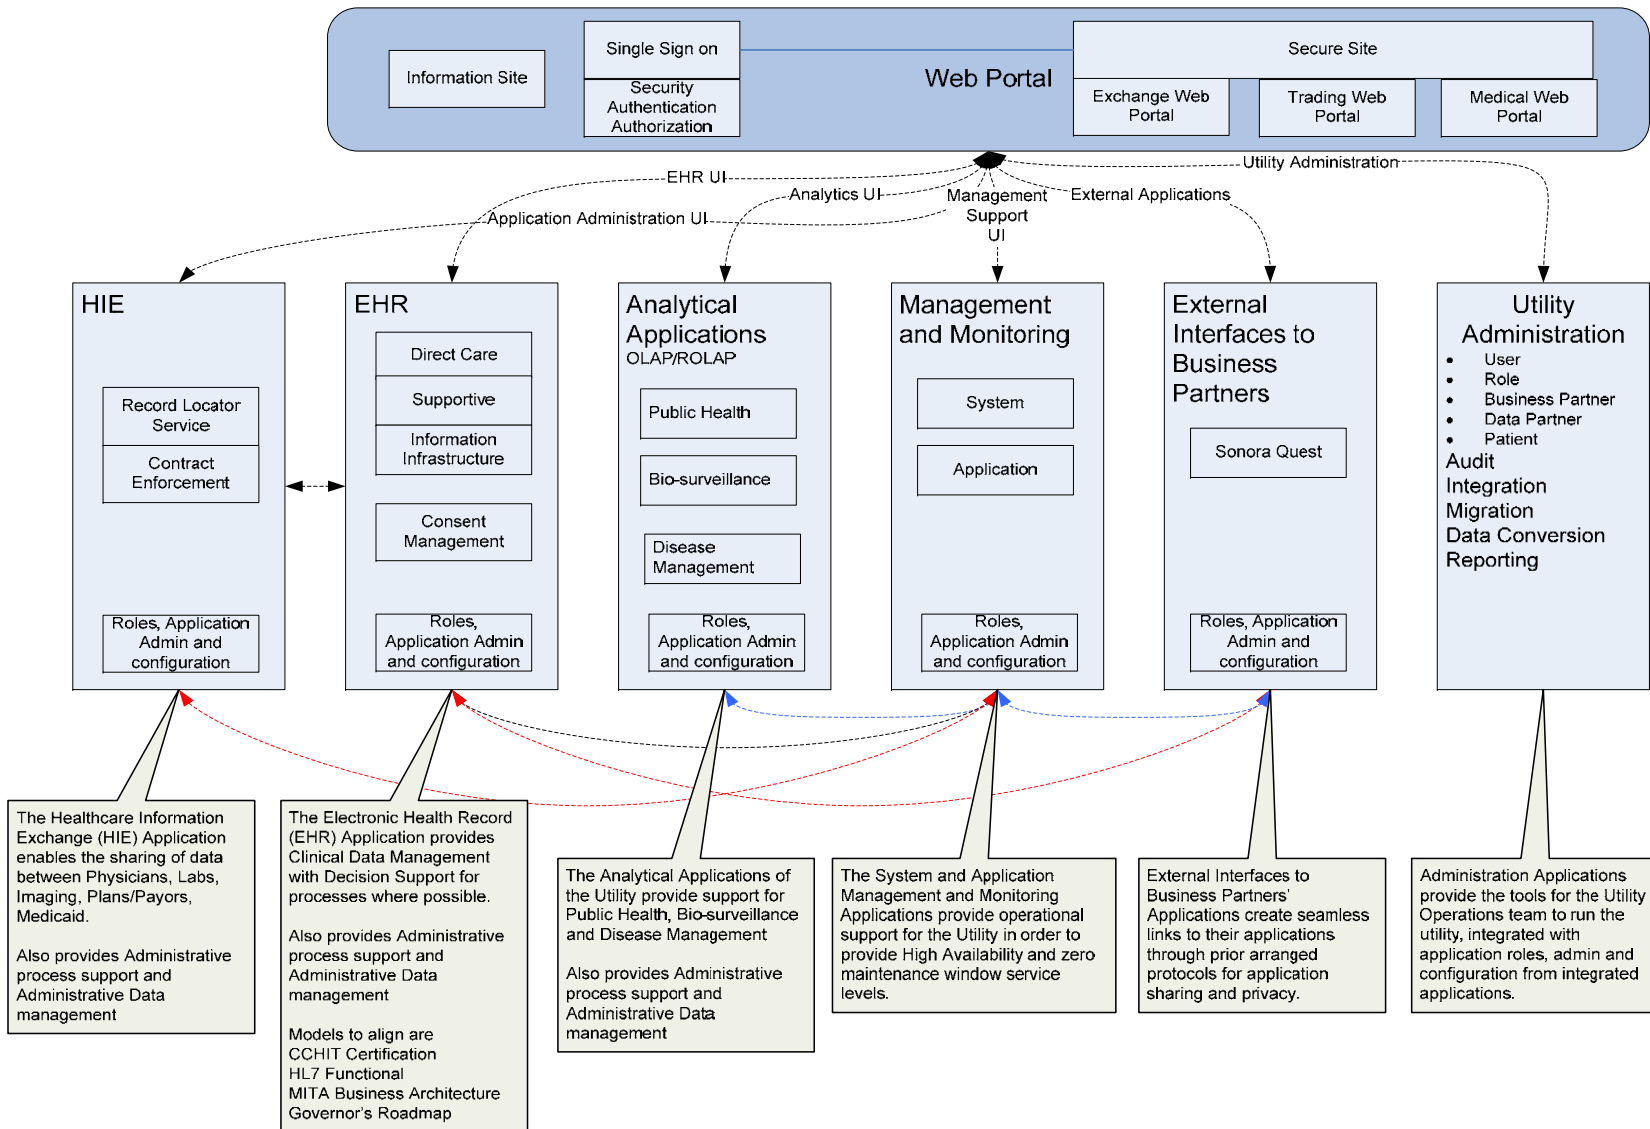 Single Sign on
Secure Site
Information Site
Web Portal
Security
Authentication
Authorization
Exchange Web
Portal
Trading Web
Portal
Medical Web
Portal
EHR UI
Analytics UI
Application Administration UI
Management
Support
UI
External Applications
Utility Administration
HIE
Record Locator
Service
Contract
Enforcement
Roles, Application
Admin and
configuration
EHR
Direct Care
Supportive
Information
Infrastructure
Consent
Management
Roles,
Application Admin
and configuration
Analytical
Applications
OLAP/ROLAP
Public Health
Bio-surveillance
Disease
Management
Roles,
Application Admin
and configuration
Management
and Monitoring
System
Application
Roles,
Application Admin
and configuration
External
Interfaces to
Business
Partners
Sonora Quest
Roles, Application
Admin and
configuration
Utility
Administration
• User
• Role
• Business Partner
• Data Partner
• Patient
Audit
Integration
Migration
Data Conversion
Reporting
The Healthcare Information
Exchange (HIE) Application
enables the sharing of data
between Physicians, Labs,
Imaging, Plans/Payors,
Medicaid.
Also provides Administrative
process support and
Administrative Data
management
The Electronic Health Record
(EHR) Application provides
Clinical Data Management
with Decision Support for
processes where possible.
Also provides Administrative
process support and
Administrative Data
management
Models to align are
CCHIT Certification
HL7 Functional
MITA Business Architecture
Governor's Roadmap
The Analytical Applications of
the Utility provide support for
Public Health, Bio-surveillance
and Disease Management
Also provides Administrative
process support and
Administrative Data
management
The System and Application
Management and Monitoring
Applications provide operational
support for the Utility in order to
provide High Availability and zero
maintenance window service
levels.
External Interfaces to
Business Partners'
Applications create seamless
links to their applications
through prior arranged
protocols for application
sharing and privacy.
Administration Applications
provide the tools for the Utility
Operations team to run the
utility, integrated with
application roles, admin and
configuration from integrated
applications.